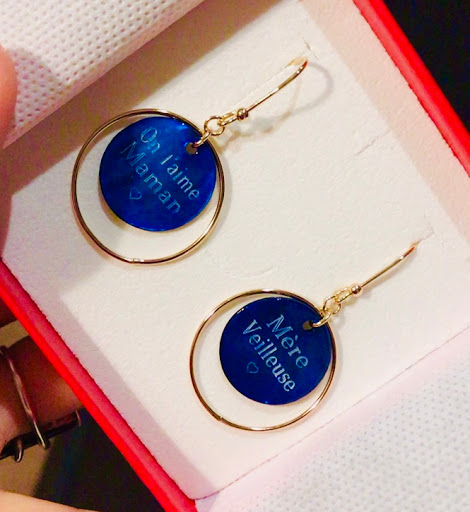 On t'aime
Maman
♡
Mère
Veilleuse
♡